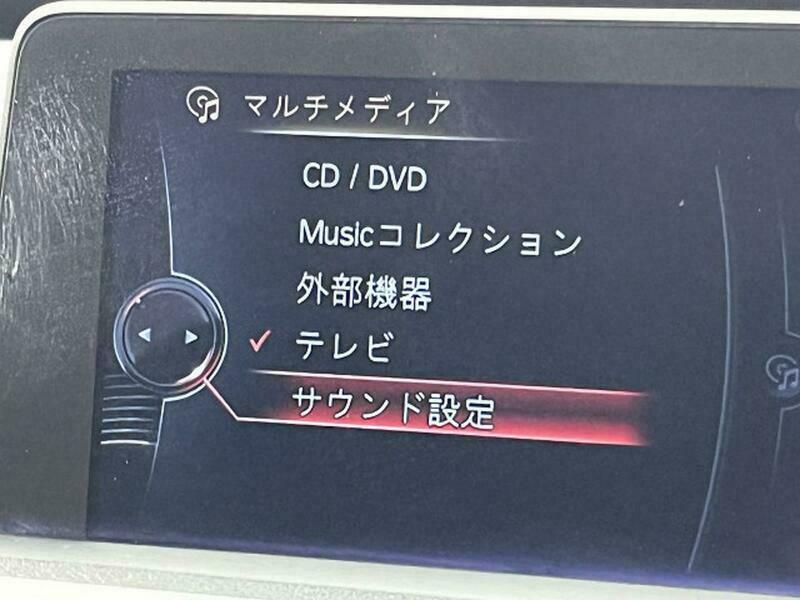 マルチメディア
CD / DVD
Musicコレクション
外部機器
テレビ
サウンド設定